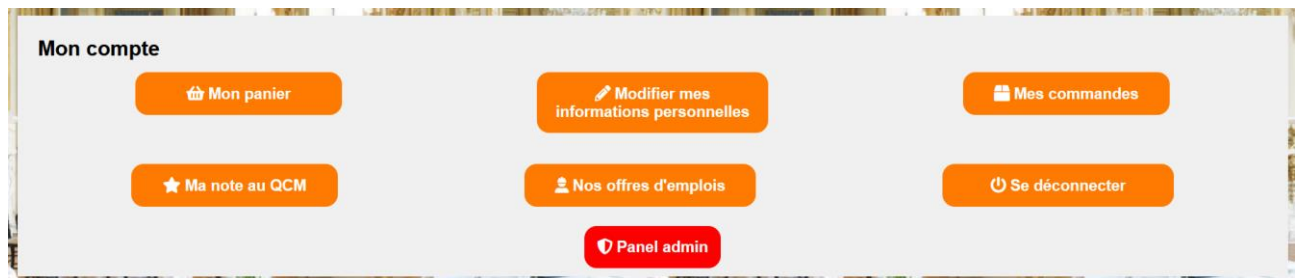 Mon compte
Mon panier
Modifier mes
informations personnelles
Mes commandes
Ma note au QCM
Nos offres d'emplois
Se déconnecter
Panel admin